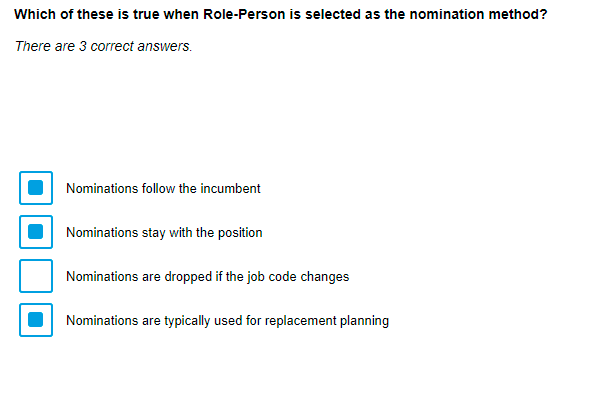 Which of these is true when Role-Person is selected as the nomination method?
There are 3 correct answers.
Nominations follow the incumbent
Nominations stay with the position
Nominations are dropped if the job code changes
Nominations are typically used for replacement planning